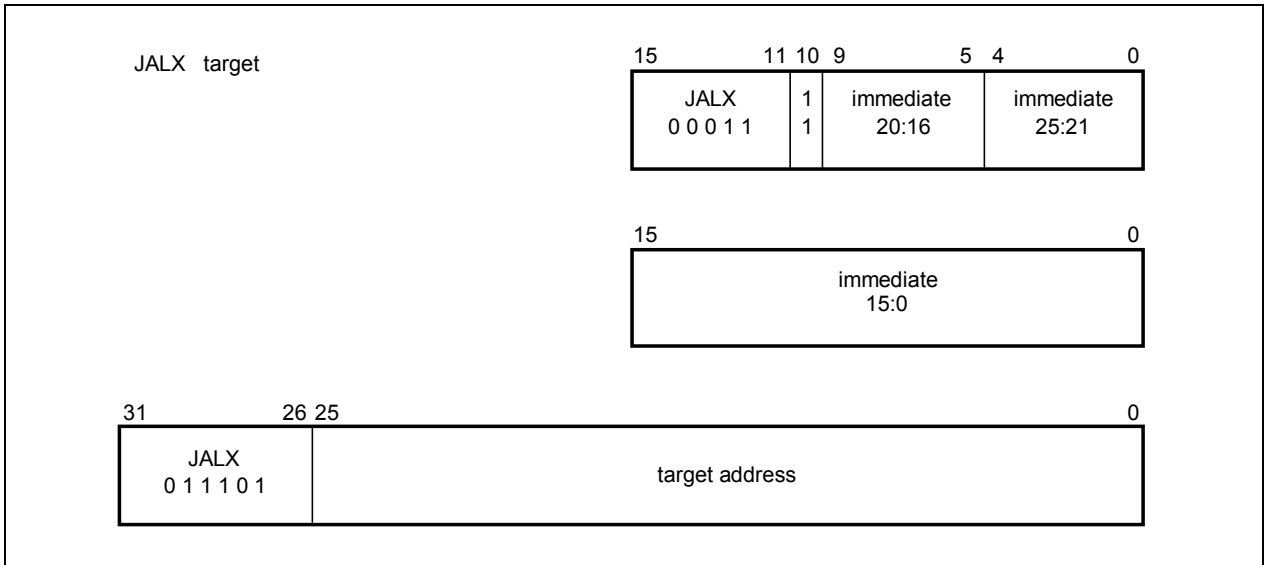 JALX target
15 11 10 9 5 4 0
JALX 1 immediate immediate
0 0 0 1 1 1 20:16 25:21
15 0
immediate
15:0
31 26 25 0
JALX
0 1 1 1 0 1
target address